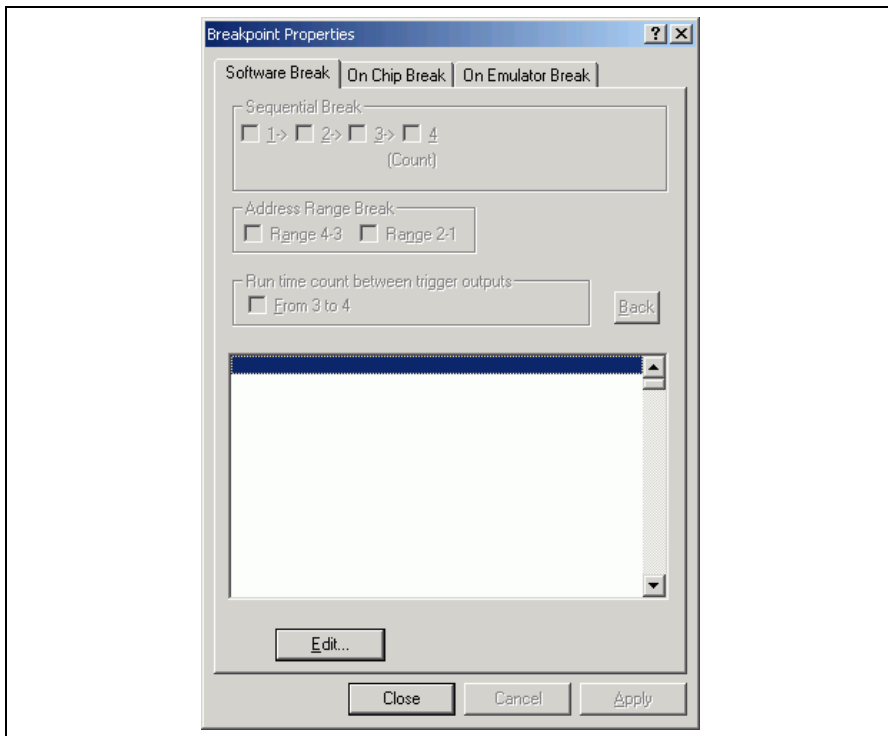 Breakpoint Properties
Software Break On Chip Break On Emulator Break
Sequential Break
1-> 2-> 3-> 4
(Count)
Address Range Break
Range 4-3 Range 2-1
Run time count between trigger outputs
From 3 to 4
Back
Edit...
Close Cancel Apply